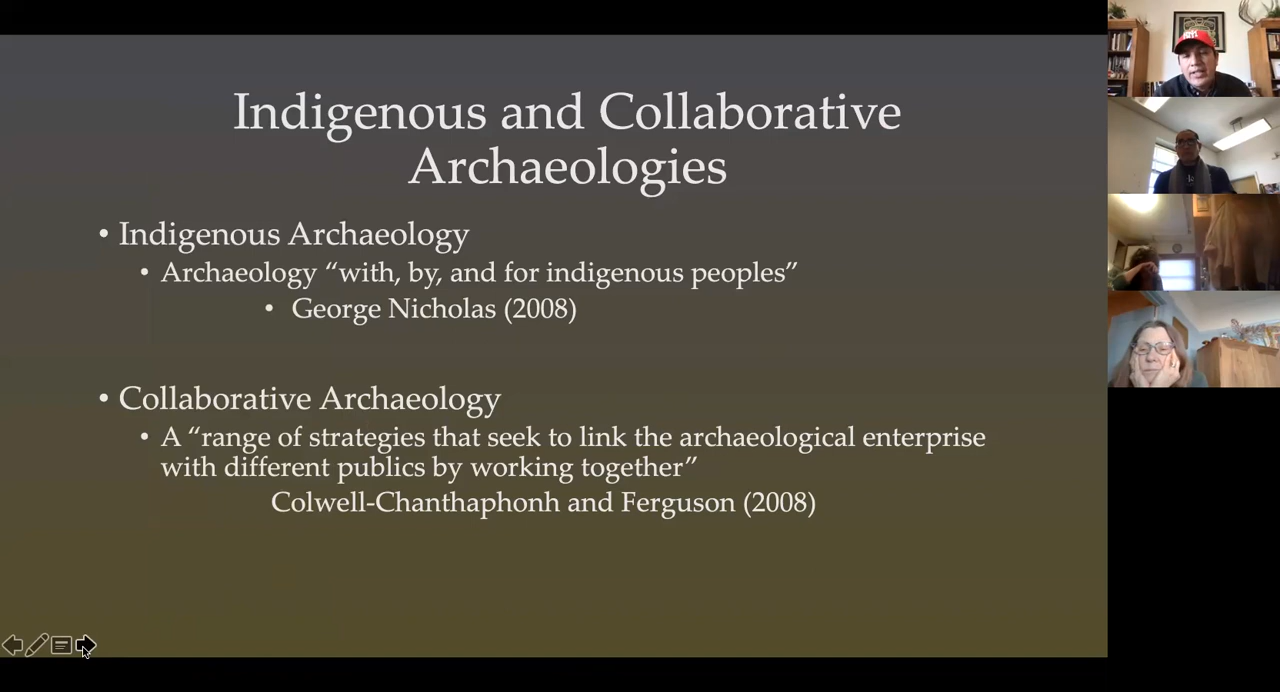 Indigenous and Collaborative
Archaeologies
• Indigenous Archaeology
• Archaeology “with, by, and for indigenous peoples”
• George Nicholas (2008)
• Collaborative Archaeology
• A “range of strategies that seek to link the archaeological enterprise
with different publics by working together”
Colwell-Chanthaphonh and Ferguson (2008)